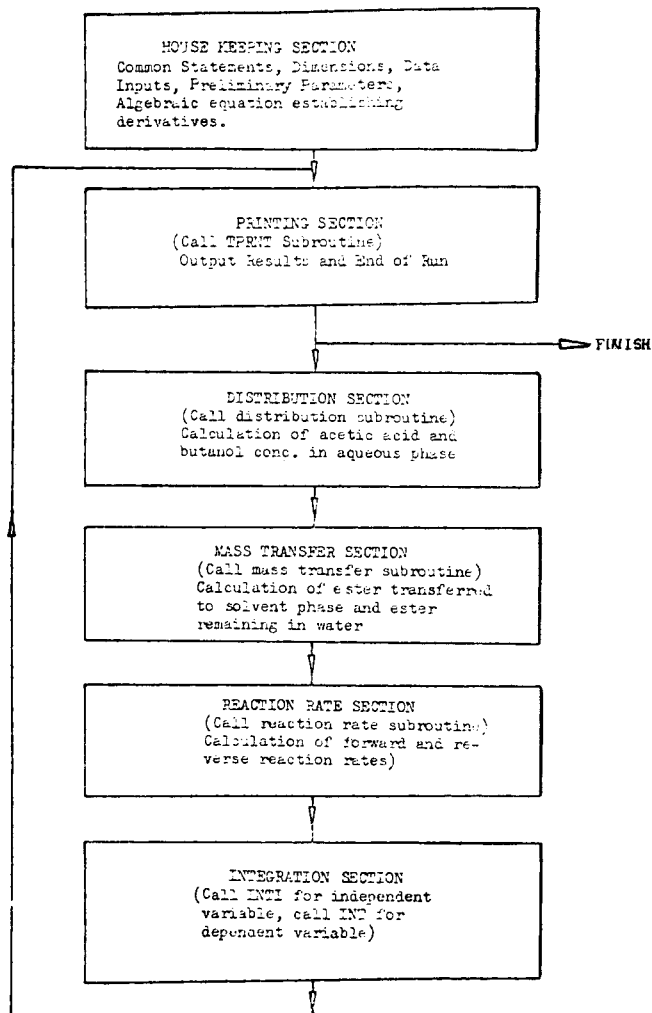 HOUSE KEEPING SECTION
Common Statements, Dimensions, Data
Inputs, Preliminary Parameters,
Algebraic equation establishing
derivatives.
PRINTING SECTION
(Call TPRNT Subroutine)
Output Results and End of Run
FINISH
DISTRIBUTION SECTION
(Call distribution subroutine)
Calculation of acetic acid and
butanol conc. in aqueous phase
MASS TRANSFER SECTION
(Call mass transfer subroutine)
Calculation of ester transferred
to solvent phase and ester
remaining in water
REACTION RATE SECTION
(Call reaction rate subroutine)
Calculation of forward and re-
verse reaction rates)
INTEGRATION SECTION
(Call INTI for independent
variable, call INT for
dependent variable)